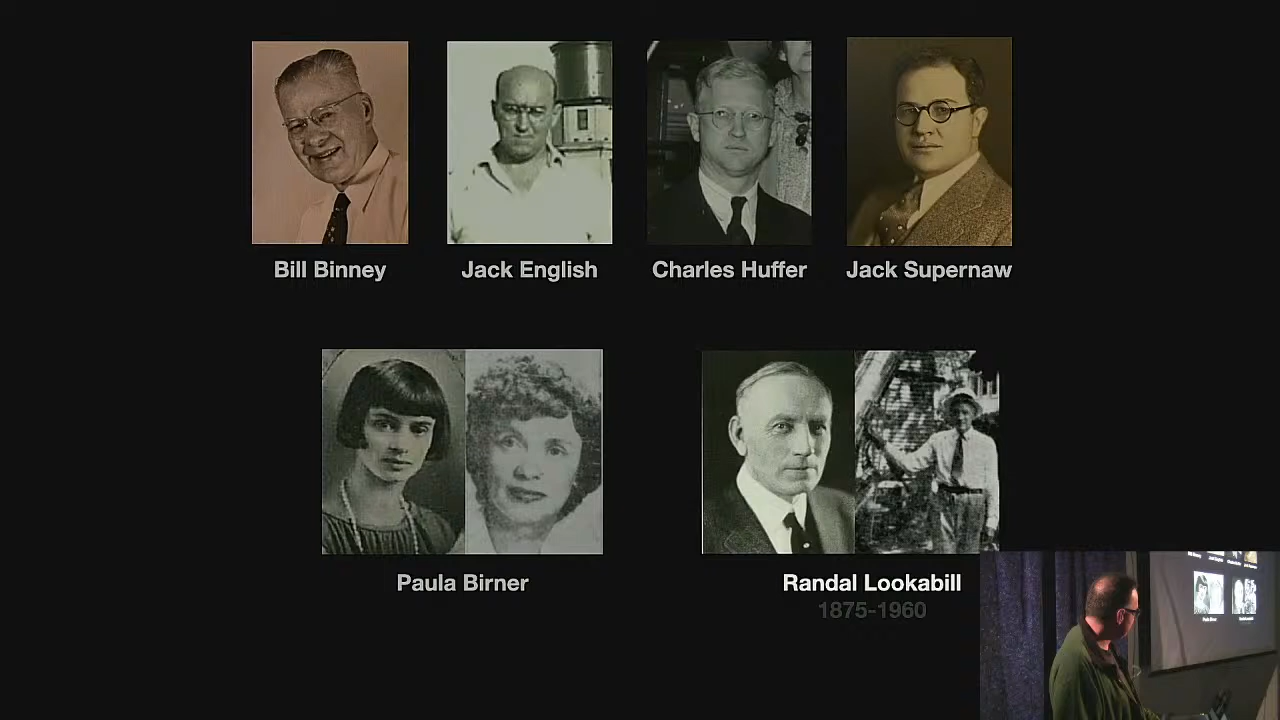 Bill Binney
Jack English
Charles Huffer
Jack Supernaw
Paula Birner
Randal Lookabill
1875-1960